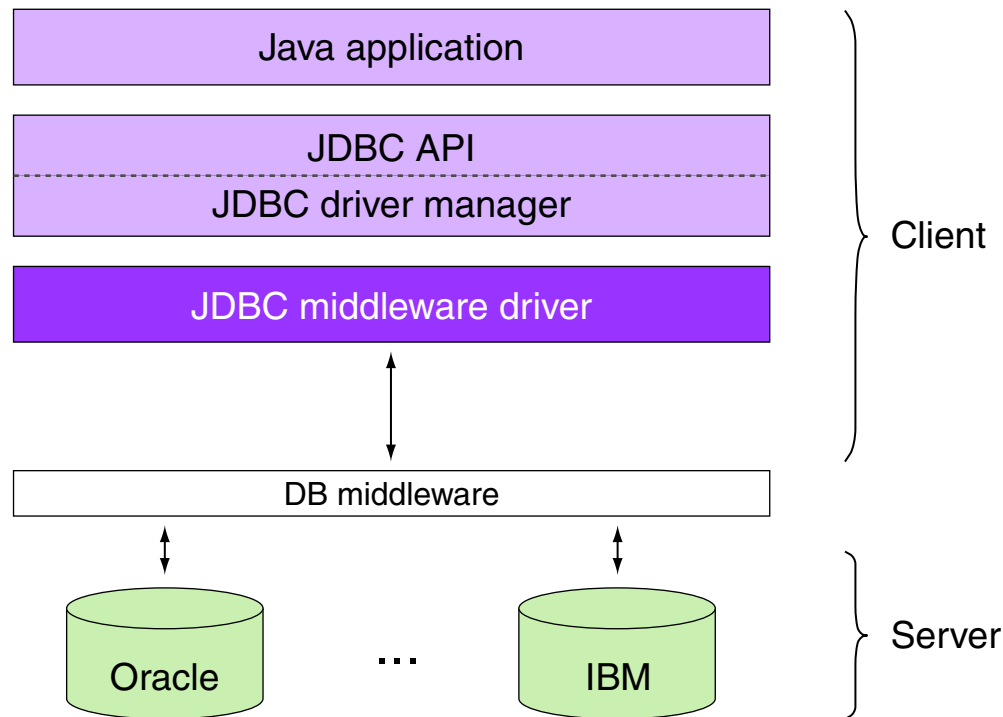 Java application
JDBC API
JDBC driver manager
Client
JDBC middleware driver
DB middleware
Oracle
...
IBM
Server